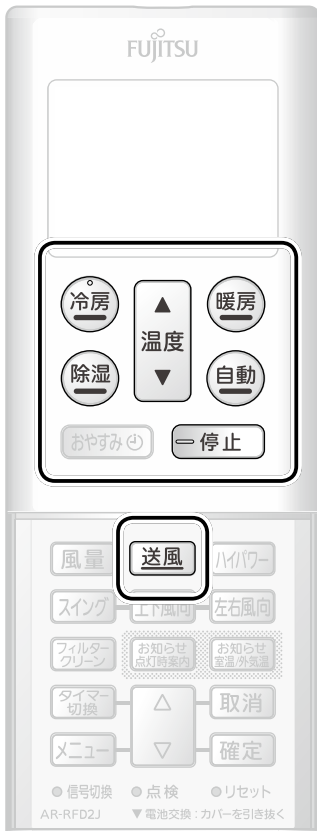 FUJITSU
冷房 ▲ 暖房
温度
除湿 ▼ 自動
おやすみ 停止
風量 送風 ハイパワー
スイング 上下風向 左右風向
フィルター お知らせ お知らせ
クリーン 点灯時案内 室温/外気温
タイマー △ 取消
切換
メニュー ▽ 確定
信号切換 点検 リセット
AR-RFD2J ▼電池交換：カバーを引き抜く